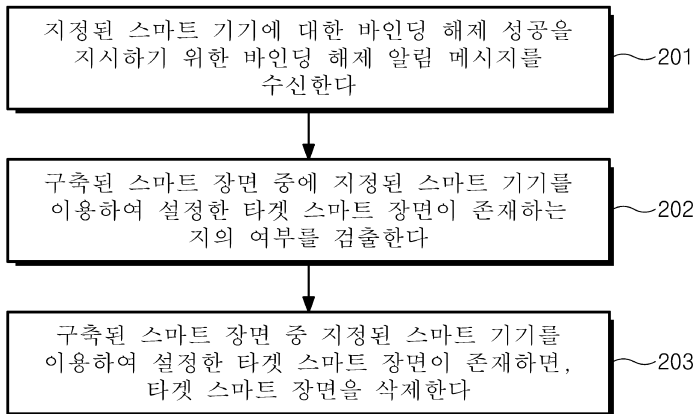 지정된 스마트 기기에 대한 바인딩 해제 성공을
지시하기 위한 바인딩 해제 알림 메시지를
수신한다
201
구축된 스마트 장면 중에 지정된 스마트 기기를
이용하여 설정한 타겟 스마트 장면이 존재하는
지의 여부를 검출한다
202
구축된 스마트 장면 중 지정된 스마트 기기를
이용하여 설정한 타겟 스마트 장면이 존재하면,
타겟 스마트 장면을 삭제한다
203